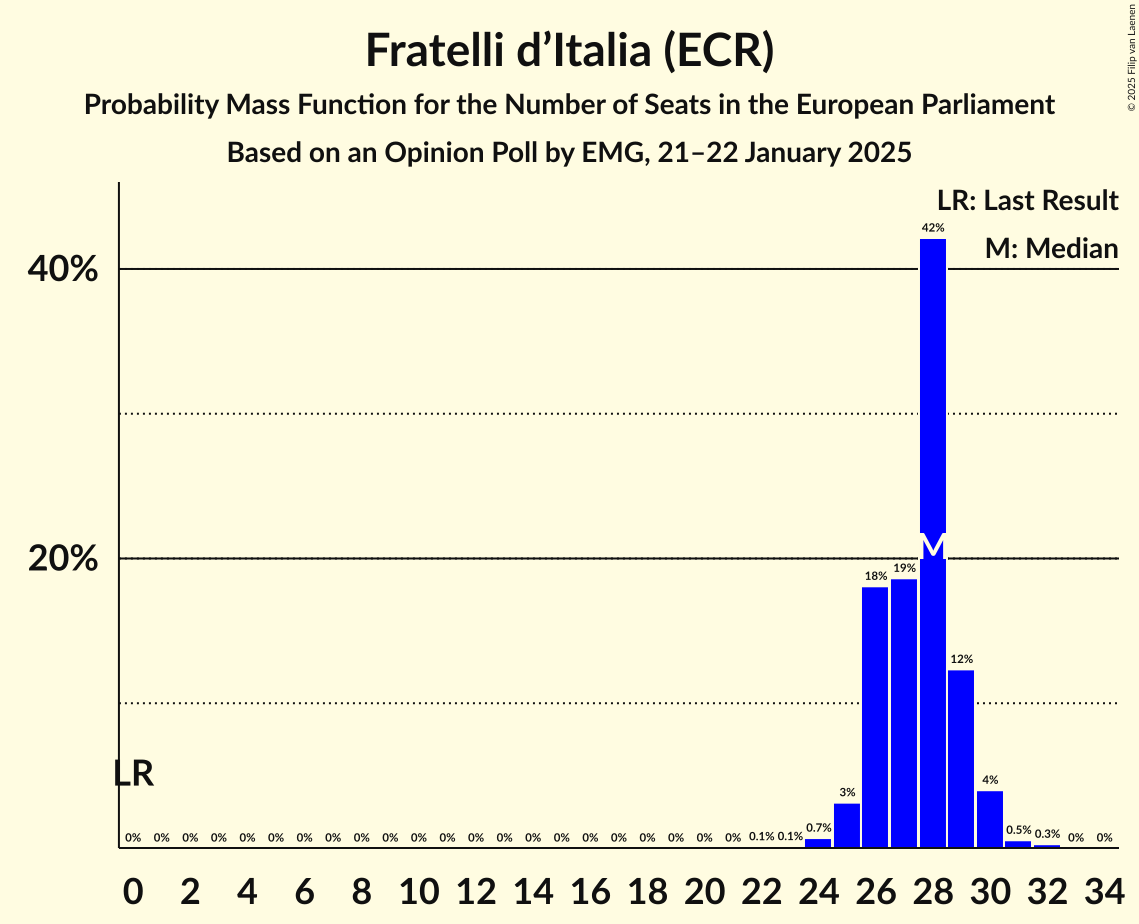 Fratelli d’Italia (ECR)
Probability Mass Function for the Number of Seats in the European Parliament
Based on an Opinion Poll by EMG, 21–22 January 2025
© 2025 Filip van Laenen
LR: Last Result
M: Median
42%
40%
M
20%
18% 19%
12%
LR
3% 4%
0% 0% 0% 0% 0% 0% 0% 0% 0% 0% 0% 0% 0% 0% 0% 0% 0% 0% 0% 0% 0% 0% 0.1% 0.1% 0.7% 0.5% 0.3% 0% 0%
0 2 4 6 8 10 12 14 16 18 20 22 24 26 28 30 32 34